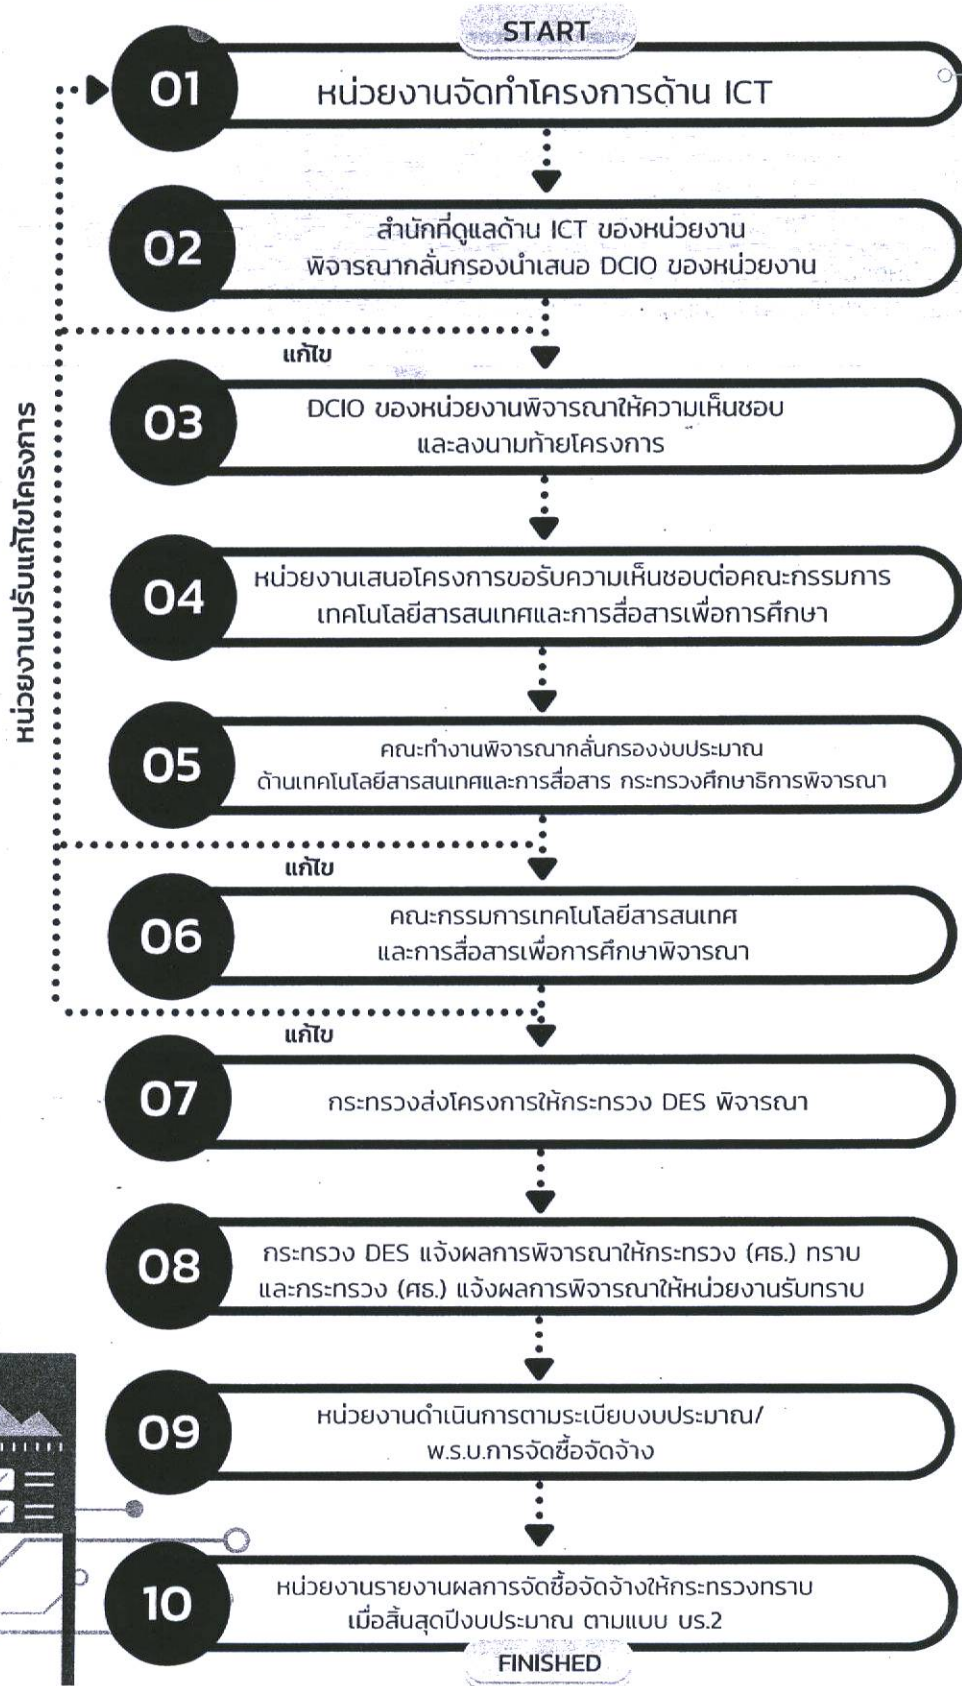 START
01
หน่วยงานจัดทำโครงการด้าน ICT
02
สำนักที่ดูแลด้าน ICT ของหน่วยงาน
พิจารณากลั่นกรองนำเสนอ DCIO ของหน่วยงาน
แก้ไข
03
DCIO ของหน่วยงานพิจารณาให้ความเห็นชอบ
และลงนามท้ายโครงการ
หน่วยงานปรับแก้ไขโครงการ
04
หน่วยงานเสนอโครงการขอรับความเห็นชอบต่อคณะกรรมการ
เทคโนโลยีสารสนเทศและการสื่อสารเพื่อการศึกษา
05
คณะทำงานพิจารณากลั่นกรองงบประมาณ
ด้านเทคโนโลยีสารสนเทศและการสื่อสาร กระทรวงศึกษาธิการพิจารณา
แก้ไข
06
คณะกรรมการเทคโนโลยีสารสนเทศ
และการสื่อสารเพื่อการศึกษาพิจารณา
แก้ไข
07
กระทรวงส่งโครงการให้กระทรวง DES พิจารณา
08
กระทรวง DES แจ้งผลการพิจารณาให้กระทรวง (ศธ.) ทราบ
และกระทรวง (ศธ.) แจ้งผลการพิจารณาให้หน่วยงานรับทราบ
09
หน่วยงานดำเนินการตามระเบียบงบประมาณ/
พ.ร.บ.การจัดซื้อจัดจ้าง
10
หน่วยงานรายงานผลการจัดซื้อจัดจ้างให้กระทรวงทราบ
เมื่อสิ้นสุดปีงบประมาณ ตามแบบ บร.2
FINISHED